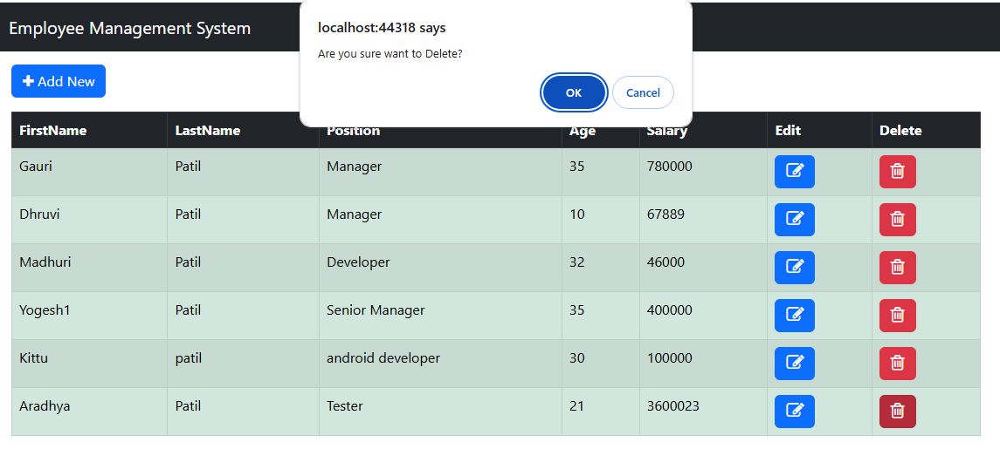 Employee Management System
localhost:44318 says
Are you sure want to Delete?
OK Cancel
Add New
FirstName LastName Position Age Salary Edit Delete
Gauri Patil Manager 35 780000
Dhruvi Patil Manager 10 67889
Madhuri Patil Developer 32 46000
Yogesh1 Patil Senior Manager 35 400000
Kittu patil android developer 30 100000
Aradhya Patil Tester 21 3600023